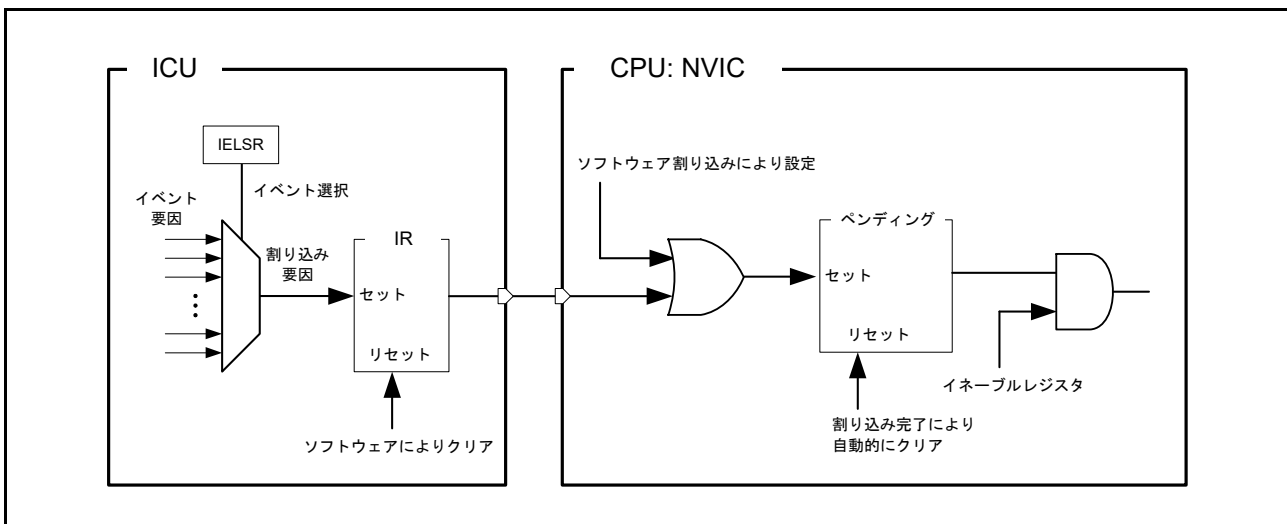 ICU
IELSR
イベント選択
イベント
要因
割り込み
要因
IR
セット
リセット
ソフトウェアによりクリア
CPU: NVIC
ソフトウェア割り込みにより設定
ペンディング
セット
リセット
イネーブルレジスタ
割り込み完了により
自動的にクリア